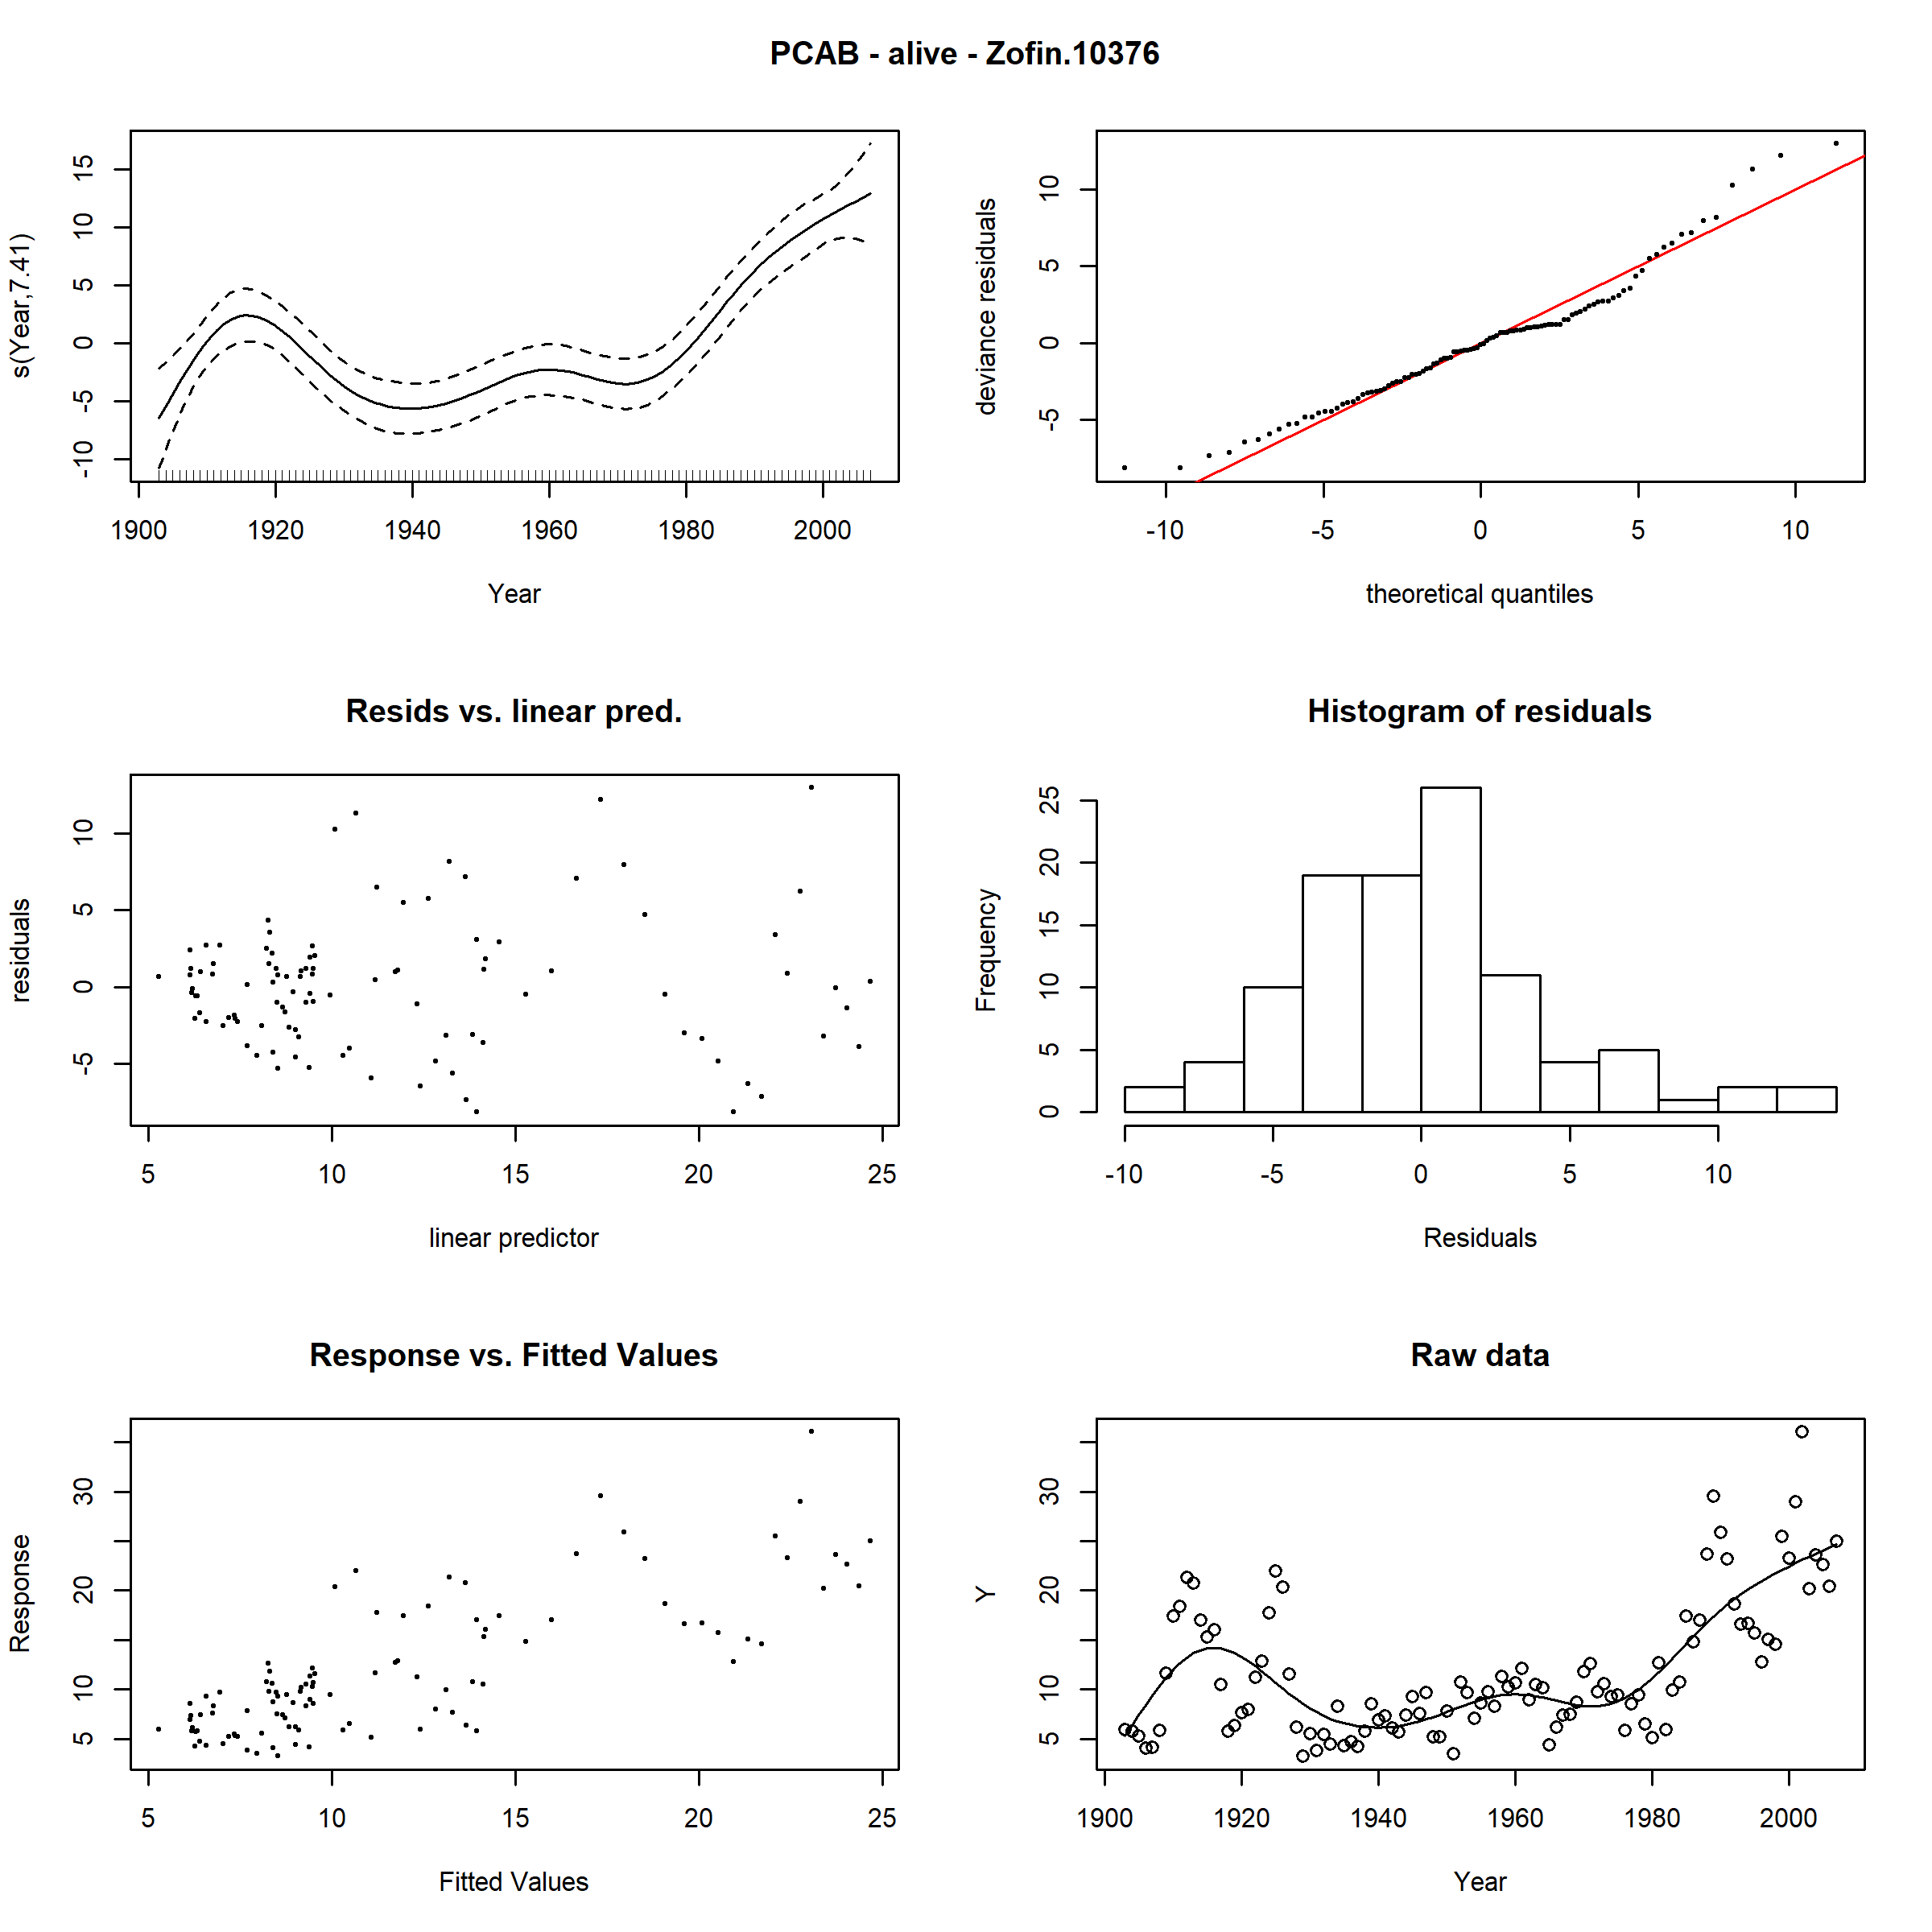 PCAB - alive - Zofin.10376
s(Year,7.41)
15
10
5
0
-5
-10
1900 1920 1940 1960 1980 2000
Year
deviance residuals
10
5
0
-5
-10 -5 0 5 10
theoretical quantiles
Resids vs. linear pred.
residuals
10
5
0
-5
5 10 15 20 25
linear predictor
Histogram of residuals
Frequency
25
20
15
10
5
0
-10 -5 0 5 10
Residuals
Response vs. Fitted Values
Response
30
20
10
5
5 10 15 20 25
Fitted Values
Raw data
Y
30
20
10
5
1900 1920 1940 1960 1980 2000
Year